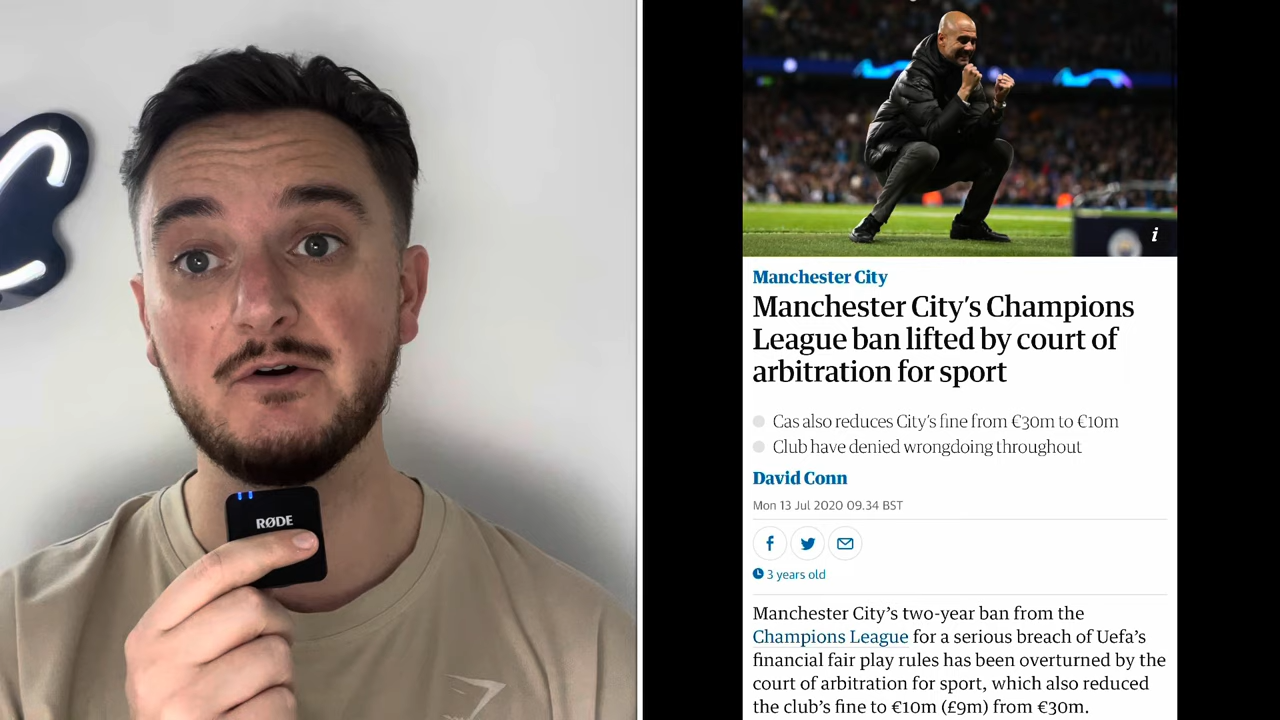 RØDE
i
Manchester City
Manchester City’s Champions
League ban lifted by court of
arbitration for sport
Cas also reduces City’s fine from €30m to €10m
Club have denied wrongdoing throughout
David Conn
Mon 13 Jul 2020 09.34 BST
f
3 years old
Manchester City’s two-year ban from the
Champions League for a serious breach of Uefa’s
financial fair play rules has been overturned by the
court of arbitration for sport, which also reduced
the club’s fine to €10m (£9m) from €30m.